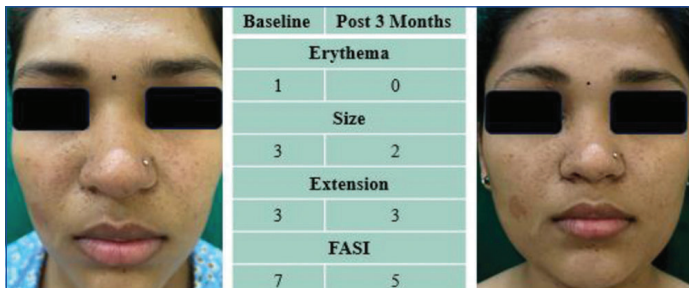 Baseline Post 3 Months
Erythema
1 0
Size
3 2
Extension
3 3
FASI
7 5